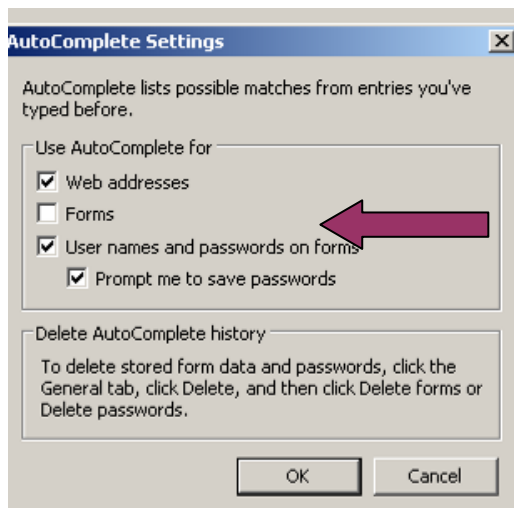 AutoComplete Settings
AutoComplete lists possible matches from entries you've
typed before.
Use AutoComplete for
Web addresses
Forms
User names and passwords on forms
Prompt me to save passwords
Delete AutoComplete history
To delete stored form data and passwords, click the
General tab, click Delete, and then click Delete forms or
Delete passwords.
OK
Cancel